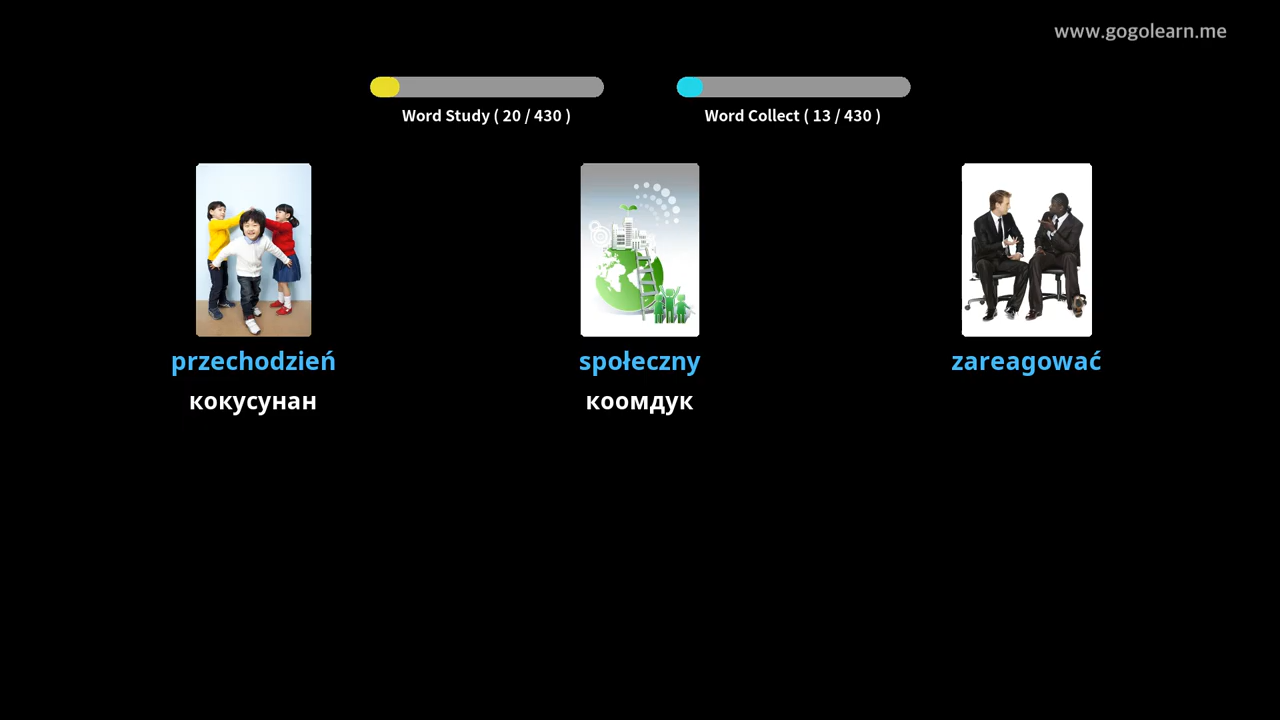 www.gogolearn.me
Word Study ( 20 / 430 )
Word Collect ( 13 / 430 )
przechodzień
społeczny
zareagować
кокусунан
коомдук